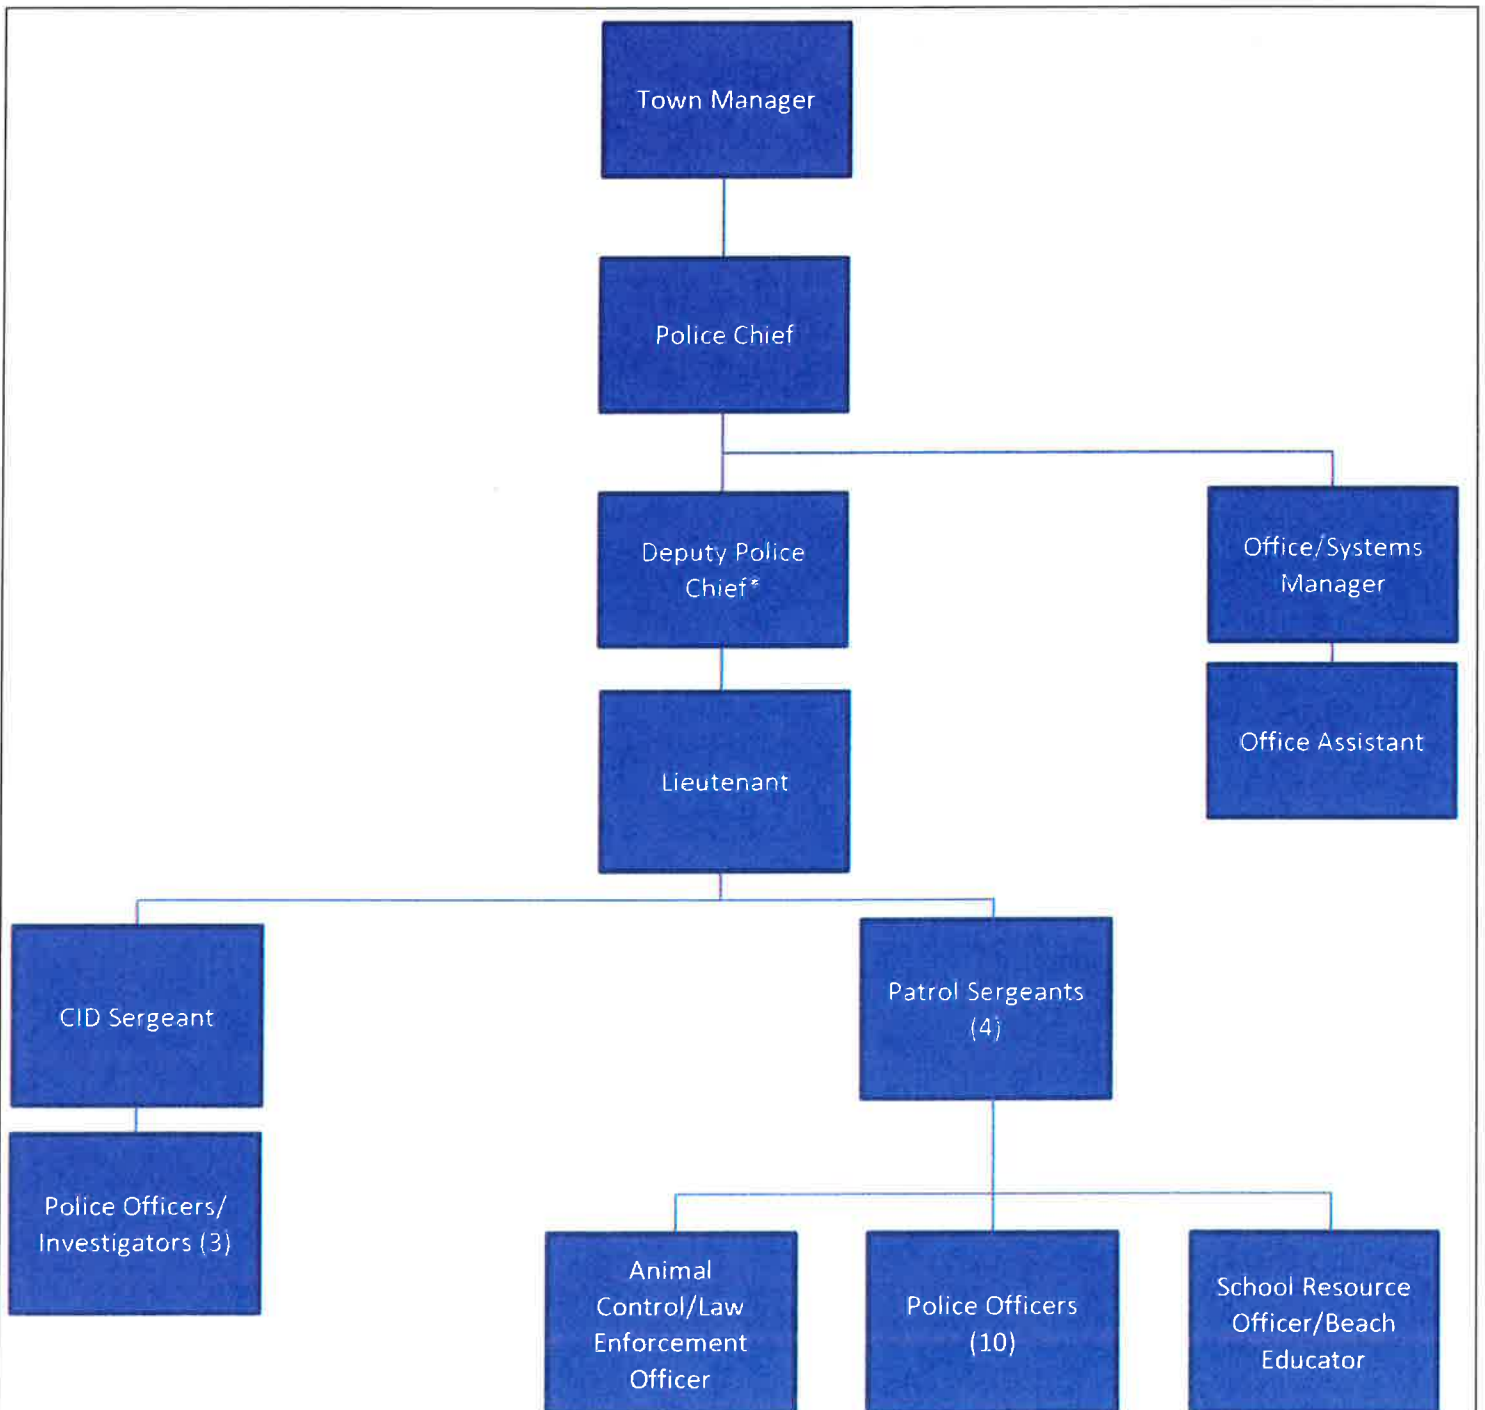 Town Manager
Police Chief
Deputy Police
Chief*
Office/Systems
Manager
Lieutenant
Office Assistant
CID Sergeant
Patrol Sergeants
(4)
Police Officers/
Investigators (3)
Animal
Control/Law
Enforcement
Officer
Police Officers
(10)
School Resource
Officer/Beach
Educator